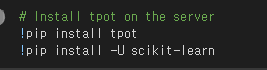 # Install tpot on the server
!pip install tpot
!pip install -U scikit-learn